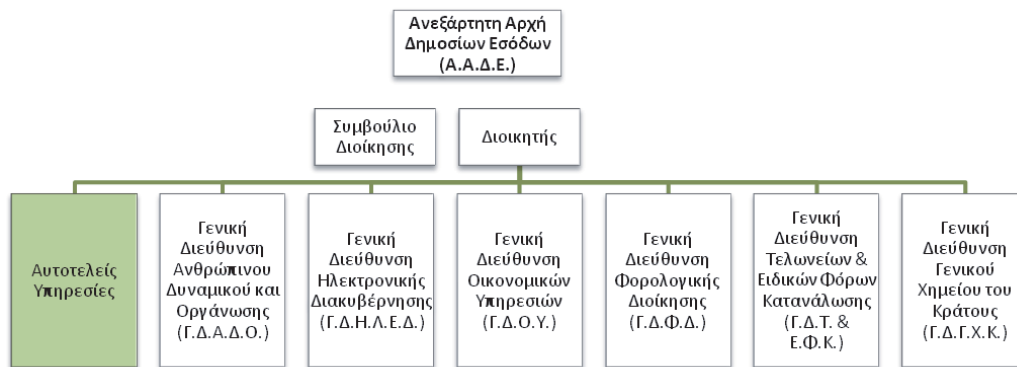 Ανεξάρτητη Αρχή
Δημοσίων Εσόδων
(Α.Α.Δ.Ε.)
Συμβούλιο
Διοίκησης
Διοικητής
Αυτοτελείς
Υπηρεσίες
Γενική
Διεύθυνση
Ανθρώπινου
Δυναμικού και
Οργάνωσης
(Γ.Δ.Α.Δ.Ο.)
Γενική
Διεύθυνση
Ηλεκτρονικής
Διακυβέρνησης
(Γ.Δ.Η.Λ.Ε.Δ.)
Γενική
Διεύθυνση
Οικονομικών
Υπηρεσιών
(Γ.Δ.Ο.Υ.)
Γενική
Διεύθυνση
Φορολογικής
Διοίκησης
(Γ.Δ.Φ.Δ.)
Γενική
Διεύθυνση
Τελωνείων &
Ειδικών Φόρων
Κατανάλωσης
(Γ.Δ.Τ. &
Ε.Φ.Κ.)
Γενική
Διεύθυνση
Γενικού
Χημείου του
Κράτους
(Γ.Δ.Γ.Χ.Κ.)